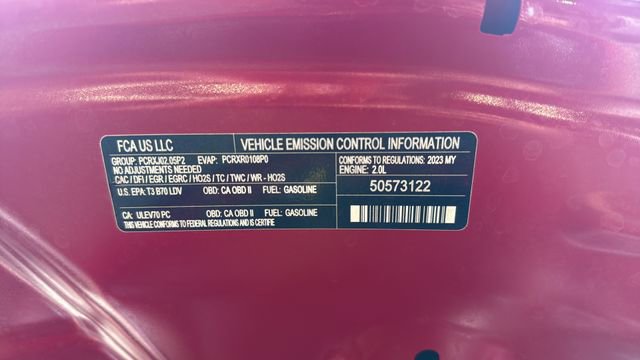 FCA US LLC
VEHICLE EMISSION CONTROL INFORMATION
GROUP: PCRXJ02.05P2 EVAP: PCRXR0108P0
NO ADJUSTMENTS NEEDED
CAC / DFI / EGR / EGRC / HO2S / TC / TWC / WR - HO2S
CONFORMS TO REGULATIONS: 2023 MY
ENGINE: 2.0L
U.S. EPA: T3 B70 LDV OBD: CA OBD II FUEL: GASOLINE
50573122
CA: ULEV70 PC OBD: CA OBD II FUEL: GASOLINE
THIS VEHICLE CONFORMS TO FEDERAL REGULATIONS AND CALIFORNIA REGULATIONS